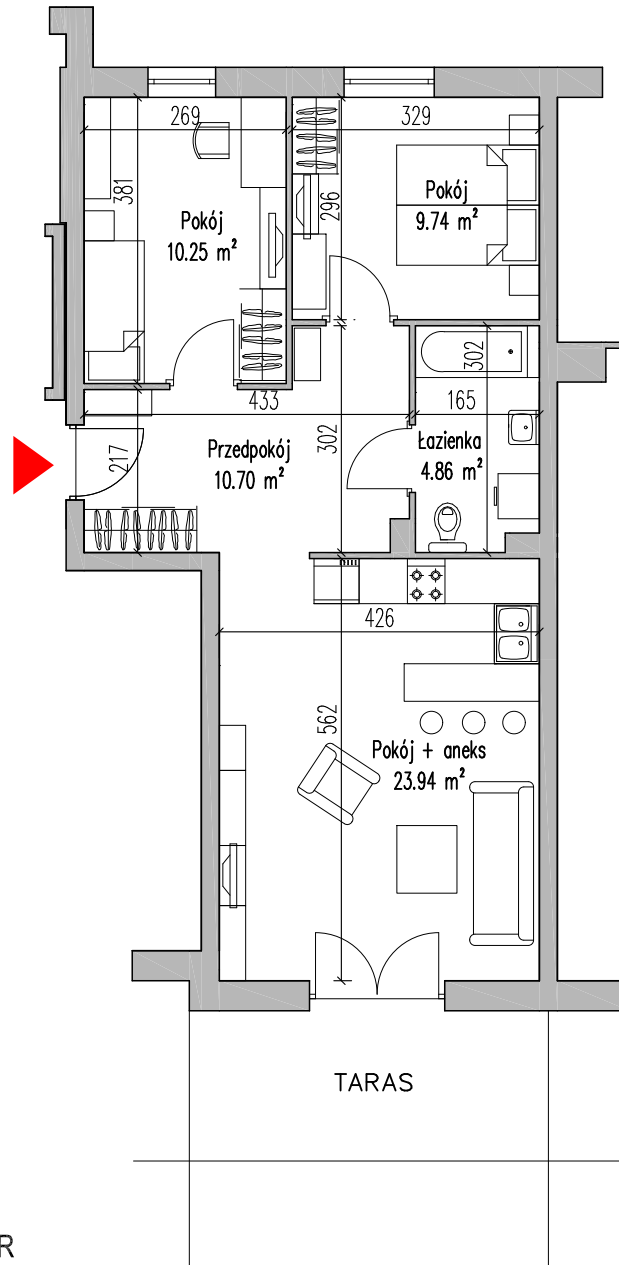 269
329
381
296
Pokój
10.25 m²
Pokój
9.74 m²
433
302
302
165
217
Przedpokój
10.70 m²
Łazienka
4.86 m²
426
562
Pokój + aneks
23.94 m²
TARAS
R